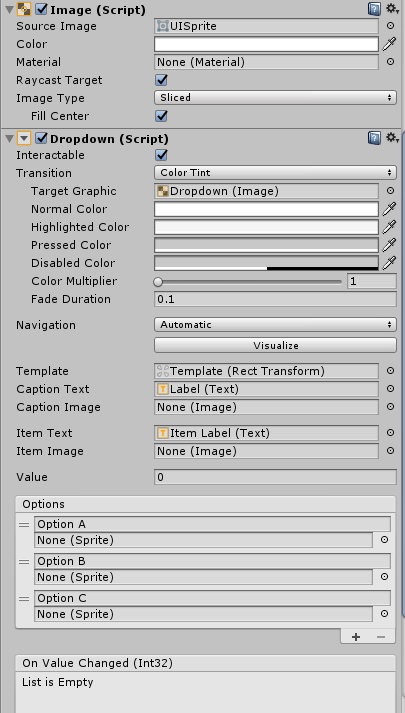 Image (Script)
Source Image UISprite
Color
Material None (Material)
Raycast Target
Image Type Sliced
Fill Center
Dropdown (Script)
Interactable
Transition Color Tint
Target Graphic Dropdown (Image)
Normal Color
Highlighted Color
Pressed Color
Disabled Color
Color Multiplier 1
Fade Duration 0.1
Navigation Automatic
Visualize
Template Template (Rect Transform)
Caption Text Label (Text)
Caption Image None (Image)
Item Text Item Label (Text)
Item Image None (Image)
Value 0
Options
Option A
None (Sprite)
Option B
None (Sprite)
Option C
None (Sprite)
+ −
On Value Changed (Int32)
List is Empty